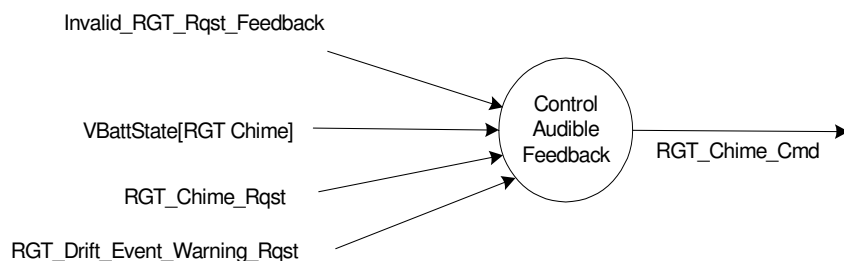 Invalid_RGT_Rqst_Feedback
VBattState[RGT Chime]
RGT_Chime_Rqst
RGT_Drift_Event_Warning_Rqst
Control
Audible
Feedback
RGT_Chime_Cmd